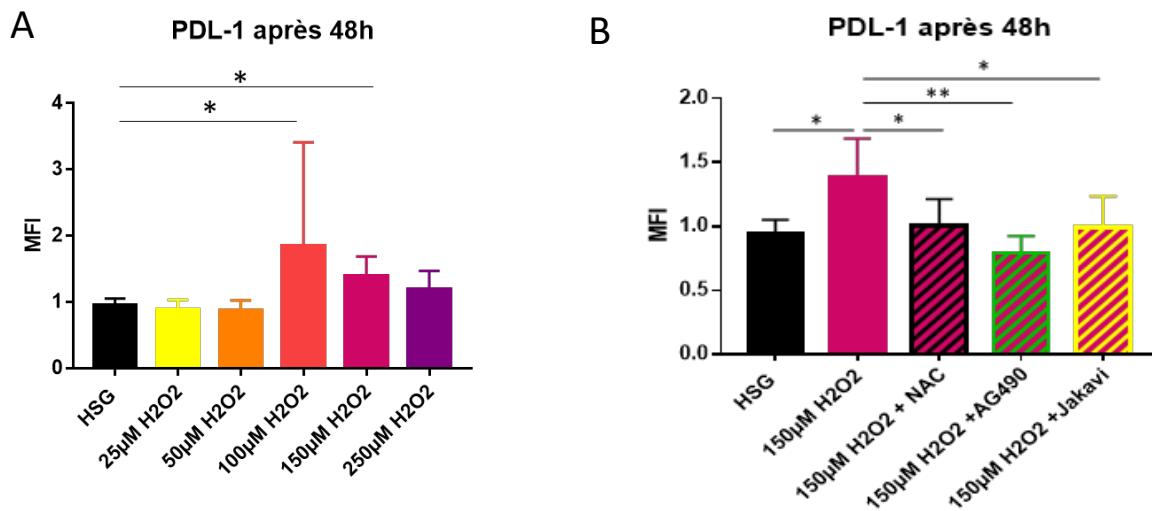 A
PDL-1 après 48h
*
*
4
3
2
1
0
MFI
HSG
25µM H2O2
50µM H2O2
100µM H2O2
150µM H2O2
250µM H2O2
B
PDL-1 après 48h
*
**
*
*
2.0
1.5
1.0
0.5
0.0
MFI
HSG
150µM H2O2
150µM H2O2 + NAC
150µM H2O2 +AG490
150µM H2O2 +Jakavi